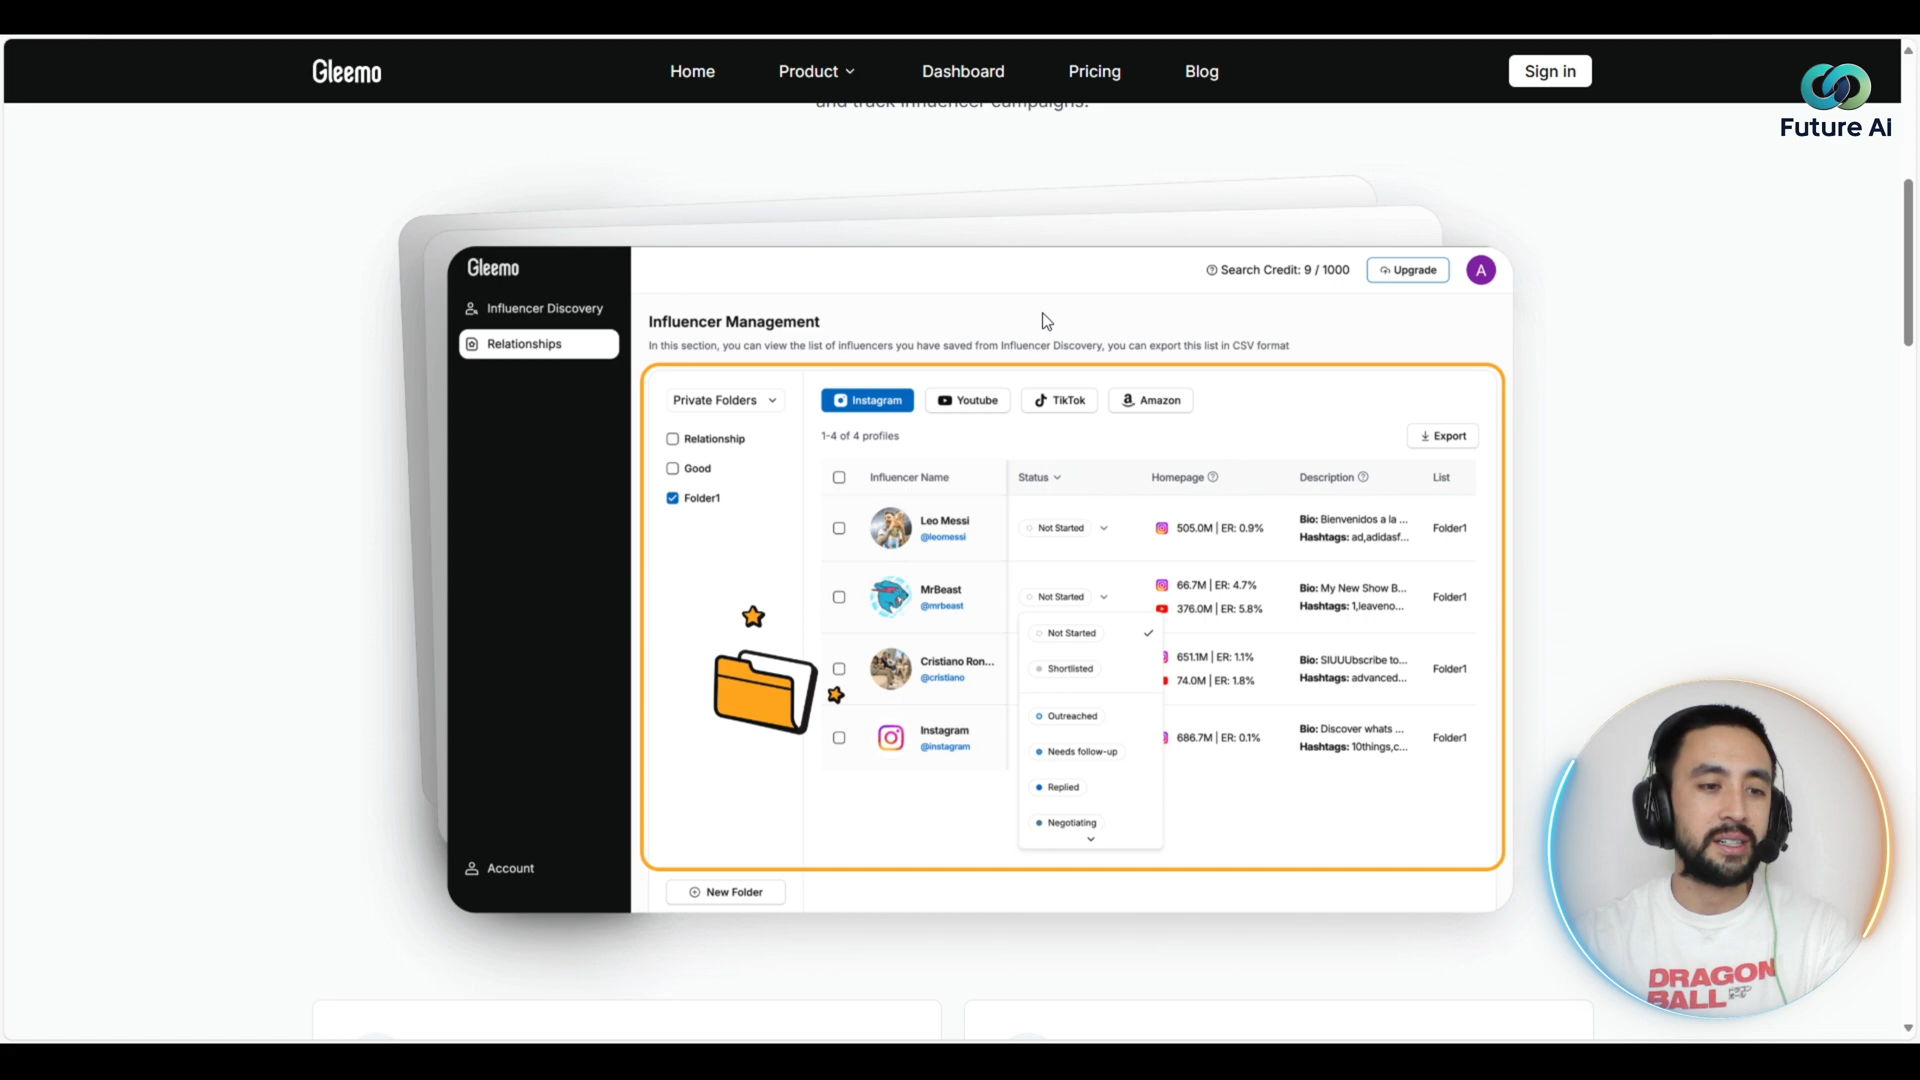 Gleemo
Home
Product
Dashboard
Pricing
Blog
Sign in
Future Ai
and track influencer campaigns.
Gleemo
Search Credit: 9 / 1000
Upgrade
A
Influencer Discovery
Relationships
Influencer Management
In this section, you can view the list of influencers you have saved from Influencer Discovery, you can export this list in CSV format
Private Folders
Instagram
Youtube
TikTok
Amazon
Relationship
Good
Folder1
1-4 of 4 profiles
Export
Influencer Name
Status
Homepage
Description
List
Leo Messi
@leomessi
Not Started
505.0M | ER: 0.9%
Bio: Bienvenidos a la ...
Hashtags: ad,adidasf...
Folder1
MrBeast
@mrbeast
Not Started
66.7M | ER: 4.7%
376.0M | ER: 5.8%
Bio: My New Show B...
Hashtags: 1,leaveno...
Folder1
Not Started
Shortlisted
Outreached
Needs follow-up
Replied
Negotiating
Cristiano Ron...
@cristiano
651.1M | ER: 1.1%
74.0M | ER: 1.8%
Bio: SIUUUbscribe to...
Hashtags: advanced...
Folder1
Instagram
@instagram
686.7M | ER: 0.1%
Bio: Discover whats ...
Hashtags: 10things,c...
Folder1
Account
New Folder
DRAGON
BALL